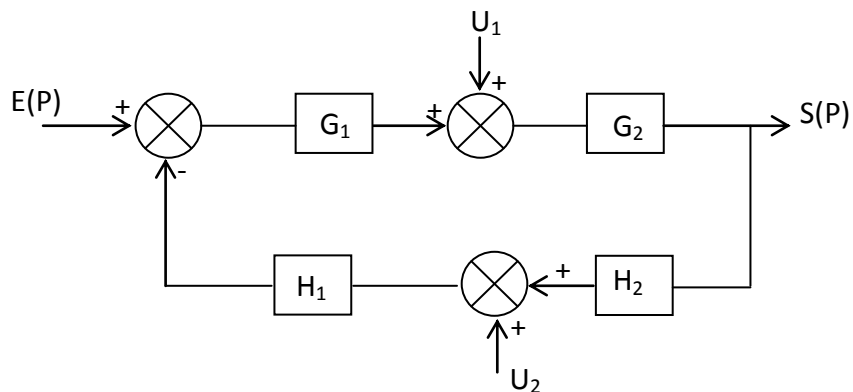 U₁
E(P) + + + S(P)
G₁ G₂
-
H₁ + H₂
+
U₂